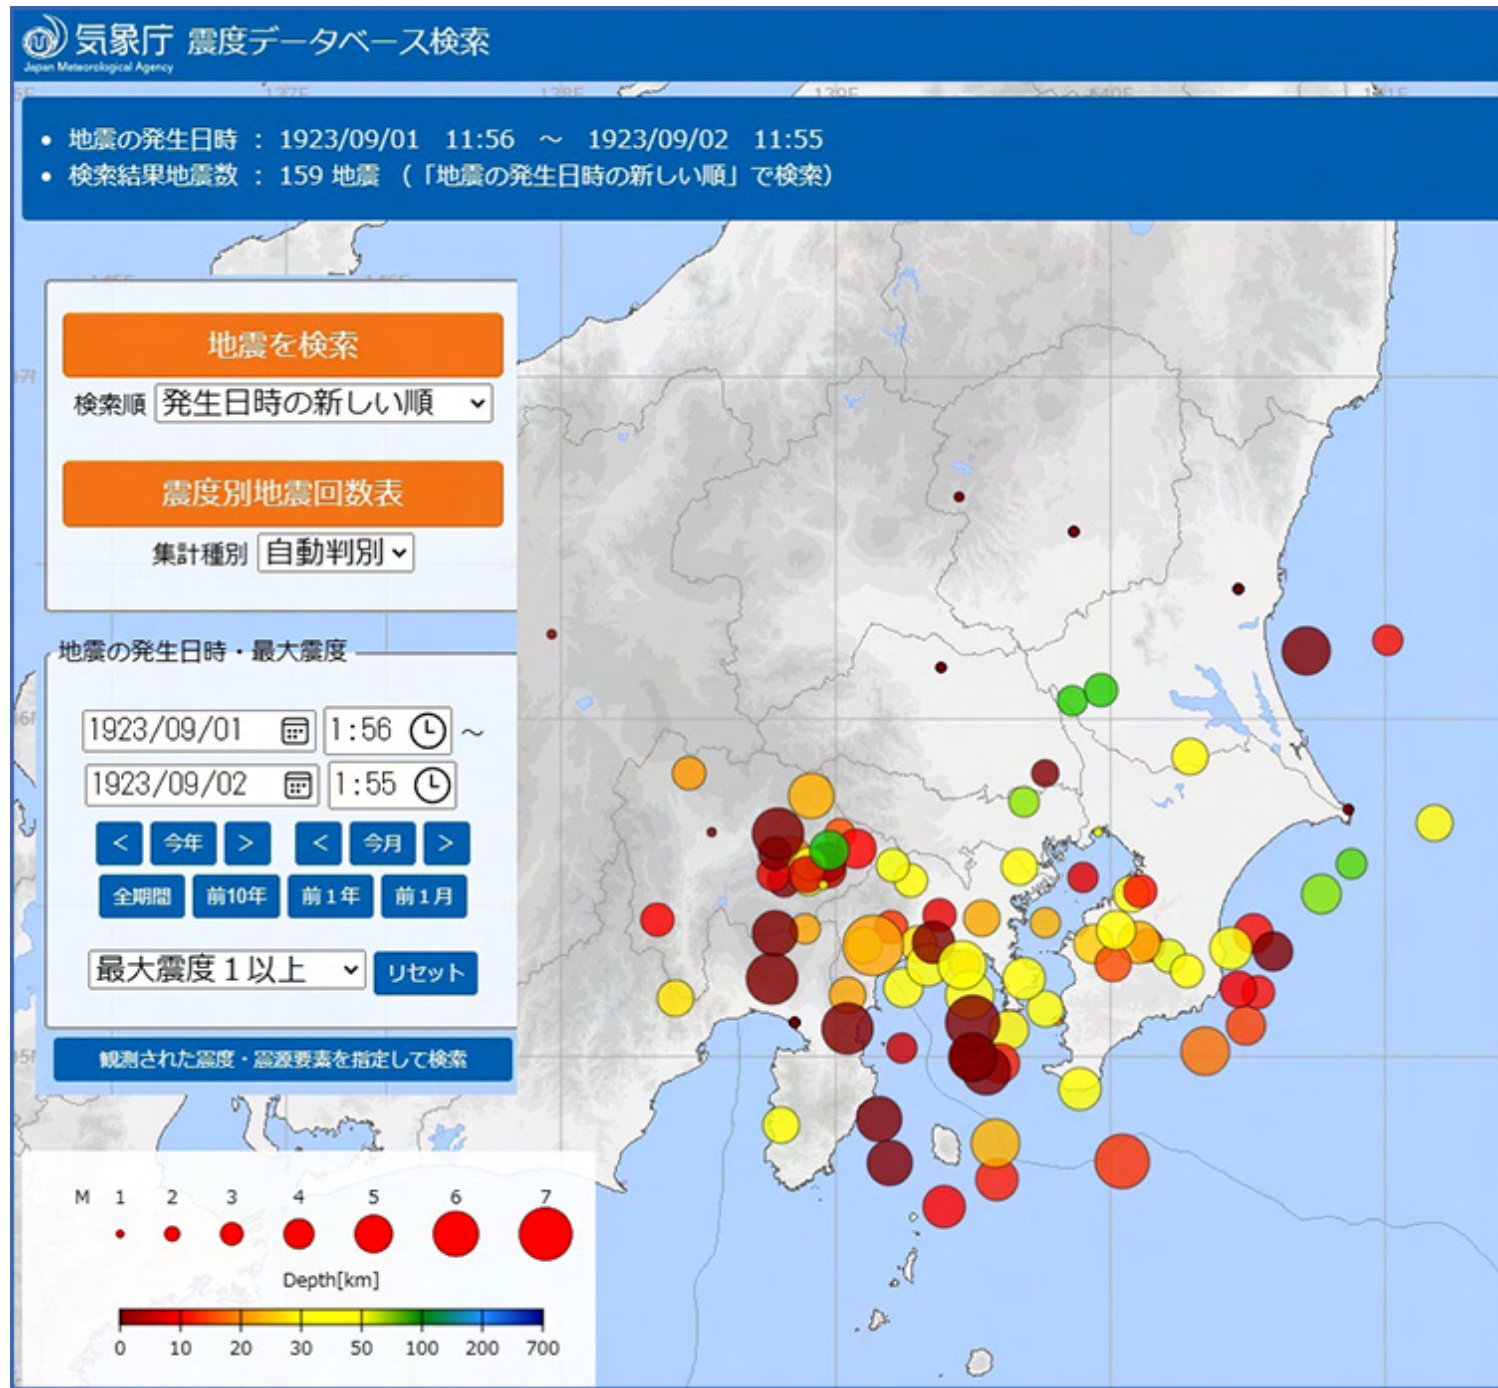 気象庁 震度データベース検索
Japan Meteorological Agency
137E 138E 139E
• 地震の発生日時 : 1923/09/01 11:56 ～ 1923/09/02 11:55
• 検索結果地震数 : 159 地震 (「地震の発生日時の新しい順」で検索)
地震を検索
検索順 発生日時の新しい順
震度別地震回数表
集計種別 自動判別
地震の発生日時・最大震度
1923/09/01 1:56 ～
1923/09/02 1:55
< 今年 > < 今月 >
全期間 前10年 前1年 前1月
最大震度1以上 リセット
観測された震度・震源要素を指定して検索
M 1 2 3 4 5 6 7
Depth[km]
0 10 20 30 50 100 200 700